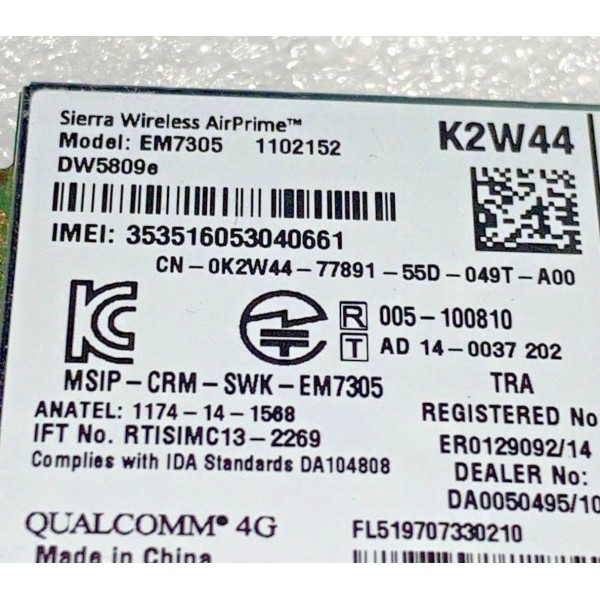 Sierra Wireless AirPrime™
K2W44
Model: EM7305 1102152
DW5809e
IMEI: 353516053040661
CN-0K2W44-77891-55D-049T-A00
R 005-100810
T AD 14-0037 202
MSIP-CRM-SWK-EM7305
TRA
ANATEL: 1174-14-1568
REGISTERED No
IFT No. RTISIMC13-2269
ER0129092/14
Complies with IDA Standards DA104808
DEALER No:
DA0050495/10
QUALCOMM® 4G
FL519707330210
Made in China